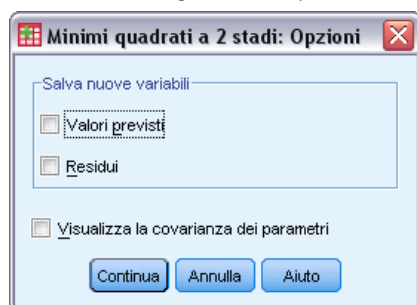 Minimi quadrati a 2 stadi: Opzioni
Salva nuove variabili
Valori previsti
Residui
Visualizza la covarianza dei parametri
Continua Annulla Aiuto